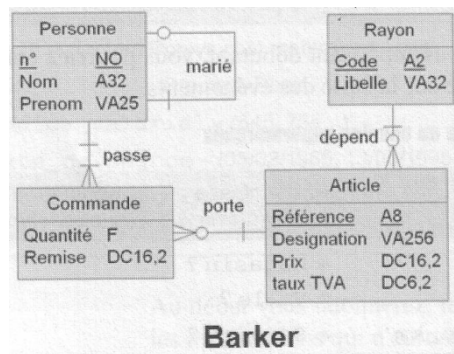 Personne
n° NO
Nom A32
Prenom VA25
marié
Rayon
Code A2
Libelle VA32
passe
dépend
Commande
Quantité F
Remise DC16,2
porte
Article
Référence A8
Designation VA256
Prix DC16,2
taux TVA DC6,2
Barker